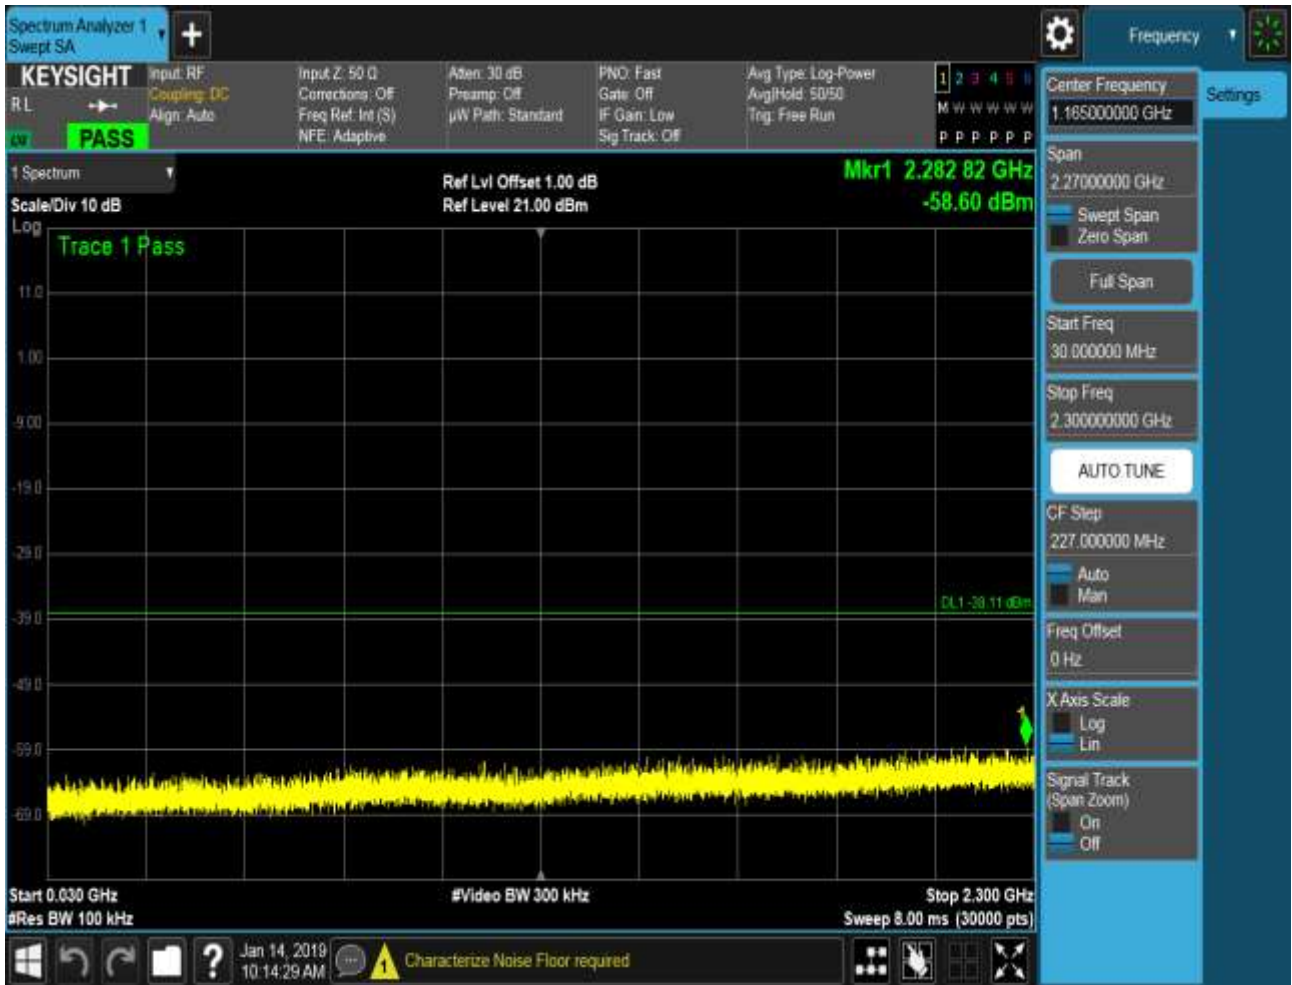 Spectrum Analyzer 1
Swept SA
Frequency
KEYSIGHT
RL
PASS
Input: RF
Coupling: DC
Align: Auto
Input Z: 50 Ω
Corrections: Off
Freq Ref: Int (S)
NFE: Adaptive
Atten: 30 dB
Preamp: Off
µW Path: Standard
PNO: Fast
Gate: Off
IF Gain: Low
Sig Track: Off
Avg Type: Log-Power
Avg|Hold: 50/50
Trig: Free Run
1 2 3 4 5 6
M W W W W W
P P P P P P
1 Spectrum
Scale/Div 10 dB
Ref Lvl Offset 1.00 dB
Ref Level 21.00 dBm
Mkr1 2.282 82 GHz
-58.60 dBm
Log
Trace 1 Pass
11.0
1.00
-9.00
-19.0
-29.0
DL1 -38.11 dBm
-39.0
-49.0
1
-59.0
-69.0
Start 0.030 GHz
#Res BW 100 kHz
#Video BW 300 kHz
Stop 2.300 GHz
Sweep 8.00 ms (30000 pts)
Jan 14, 2019
10:14:29 AM
?
1
Characterize Noise Floor required
Center Frequency
1.165000000 GHz
Settings
Span
2.27000000 GHz
Swept Span
Zero Span
Full Span
Start Freq
30.000000 MHz
Stop Freq
2.300000000 GHz
AUTO TUNE
CF Step
227.000000 MHz
Auto
Man
Freq Offset
0 Hz
X Axis Scale
Log
Lin
Signal Track
(Span Zoom)
On
Off